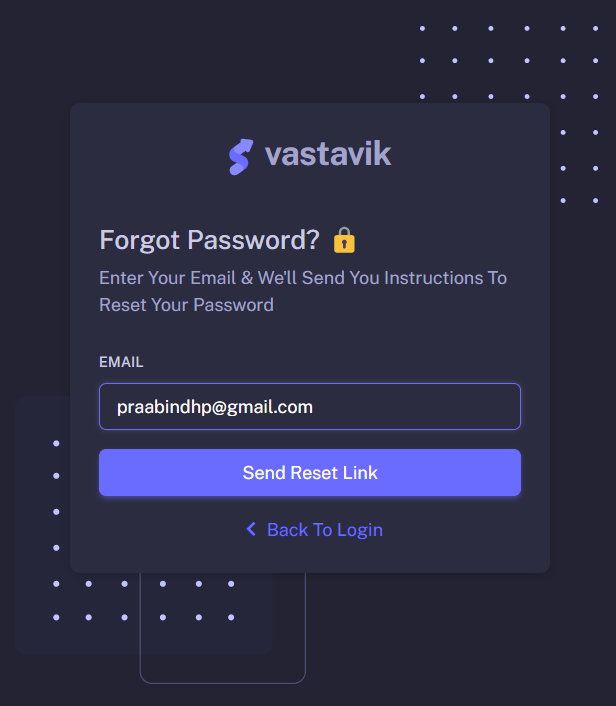 vastavik
Forgot Password?
Enter Your Email & We'll Send You Instructions To
Reset Your Password
EMAIL
praabindhp@gmail.com
Send Reset Link
Back To Login